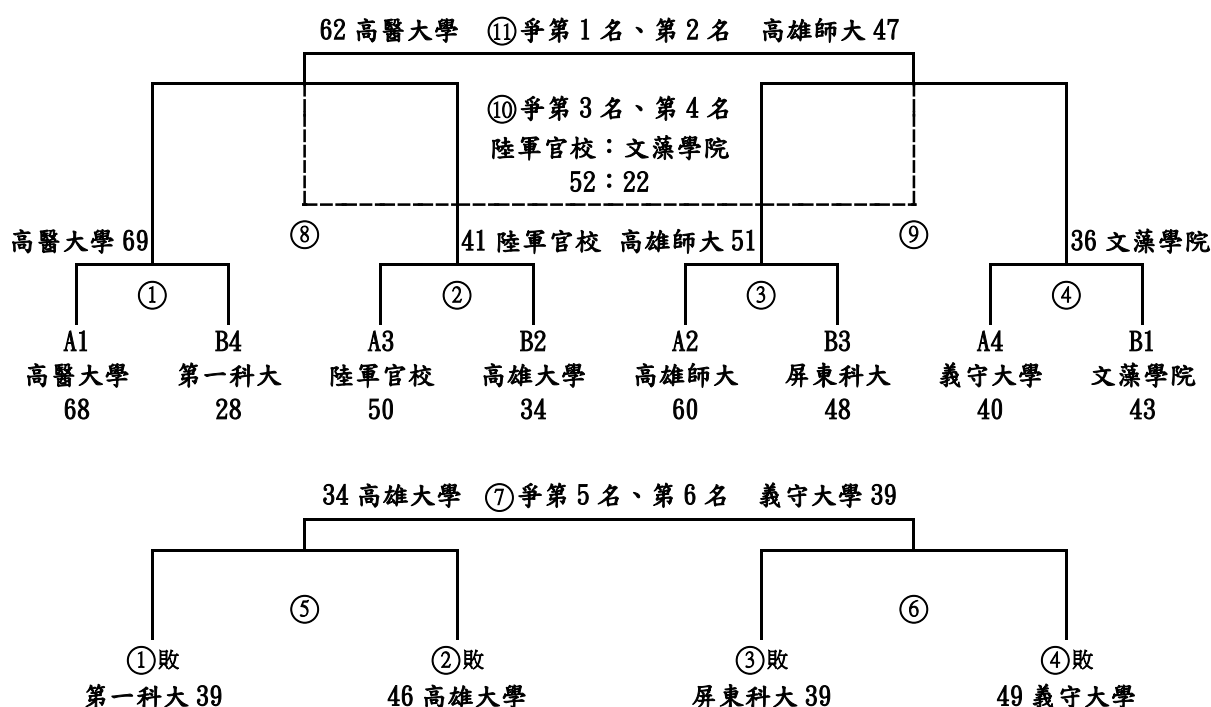 62 高醫大學 ⑪爭第 1 名、第 2 名 高雄師大 47
⑩爭第 3 名、第 4 名
陸軍官校：文藻學院
52：22
⑧ ⑨
高醫大學 69 41 陸軍官校 高雄師大 51 36 文藻學院
① ② ③ ④
A1 B4 A3 B2 A2 B3 A4 B1
高醫大學 第一科大 陸軍官校 高雄大學 高雄師大 屏東科大 義守大學 文藻學院
68 28 50 34 60 48 40 43
34 高雄大學 ⑦爭第 5 名、第 6 名 義守大學 39
⑤ ⑥
①敗 ②敗 ③敗 ④敗
第一科大 39 46 高雄大學 屏東科大 39 49 義守大學